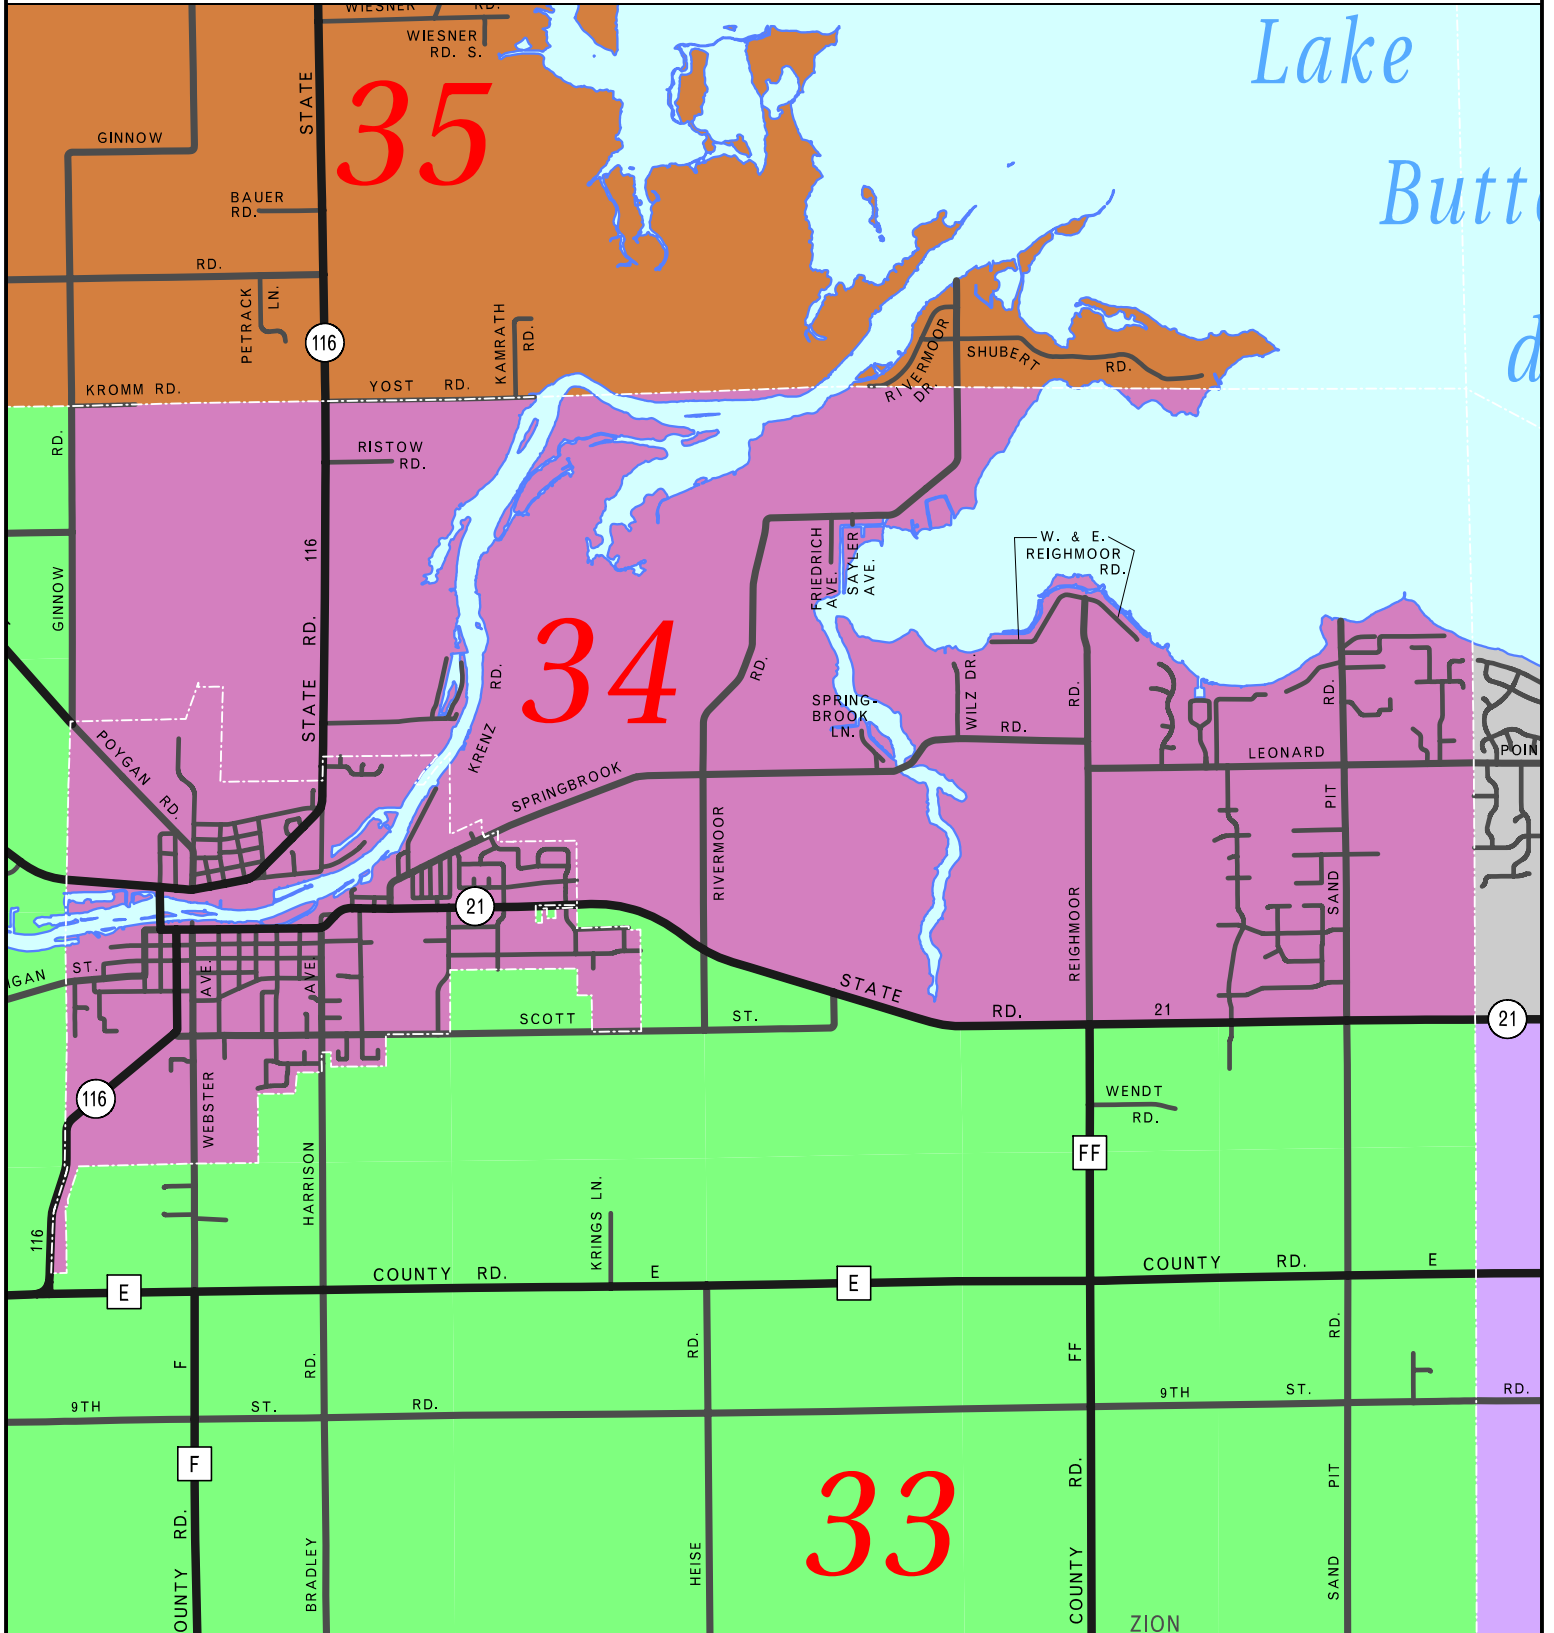 WIESNER RD.
WIESNER
RD. S.
Lake
STATE
35
GINNOW
Butt
BAUER
RD.
RD.
PETRACK
LN.
116
KAMRATH
RD.
RIVERMOOR
DR.
SHUBERT
RD.
d
KROMM RD.
YOST RD.
RD.
RISTOW
RD.
116
GINNOW
FRIEDRICH
AVE.
SAYLER
AVE.
W. & E.
REIGHMOOR
RD.
RD.
34
STATE
KRENZ
RD.
RD.
SPRING-
BROOK
LN.
WILZ DR.
RD.
RD.
RD.
LEONARD
POIN
POYGAN
RD.
SPRINGBROOK
PIT
RIVERMOOR
SAND
21
REIGHMOOR
IGAN ST.
AVE.
AVE.
STATE
RD.
21
21
SCOTT ST.
116
WEBSTER
WENDT
RD.
HARRISON
FF
KRINGS LN.
116
COUNTY RD. E
COUNTY RD. E
E
E
F
RD.
RD.
FF
RD.
9TH ST. RD.
9TH ST. RD.
F
33
RD.
PIT
OUNTY
RD.
BRADLEY
HEISE
COUNTY
SAND
ZION